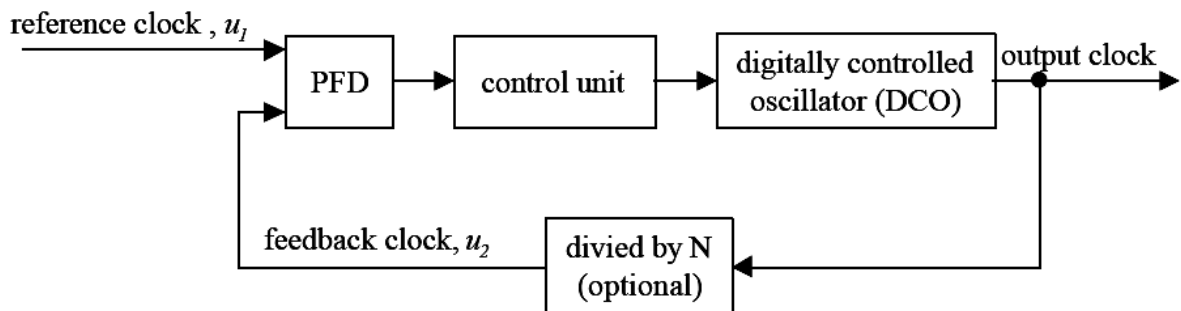 reference clock , u1
PFD
control unit
digitally controlled
oscillator (DCO)
output clock
feedback clock, u2
divied by N
(optional)